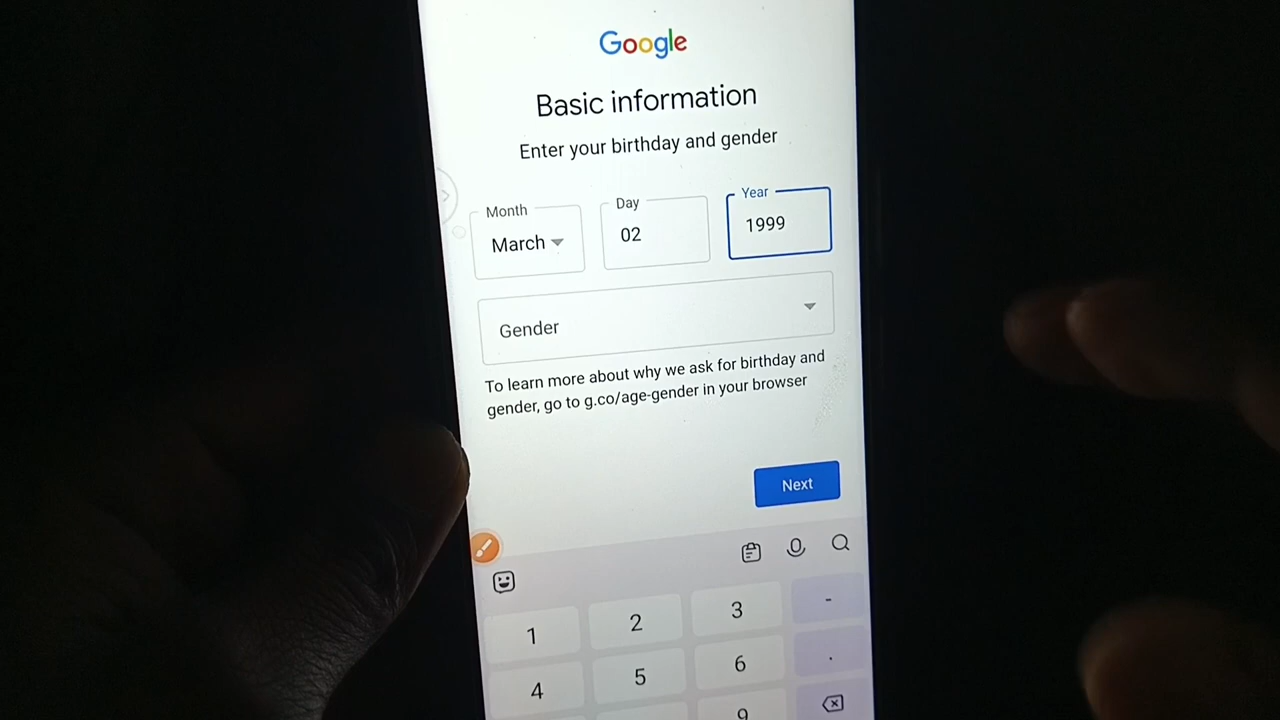 Google
Basic information
Enter your birthday and gender
Month Day Year
March 02 1999
Gender
To learn more about why we ask for birthday and
gender, go to g.co/age-gender in your browser
Next
1 2 3 -
4 5 6 .
9